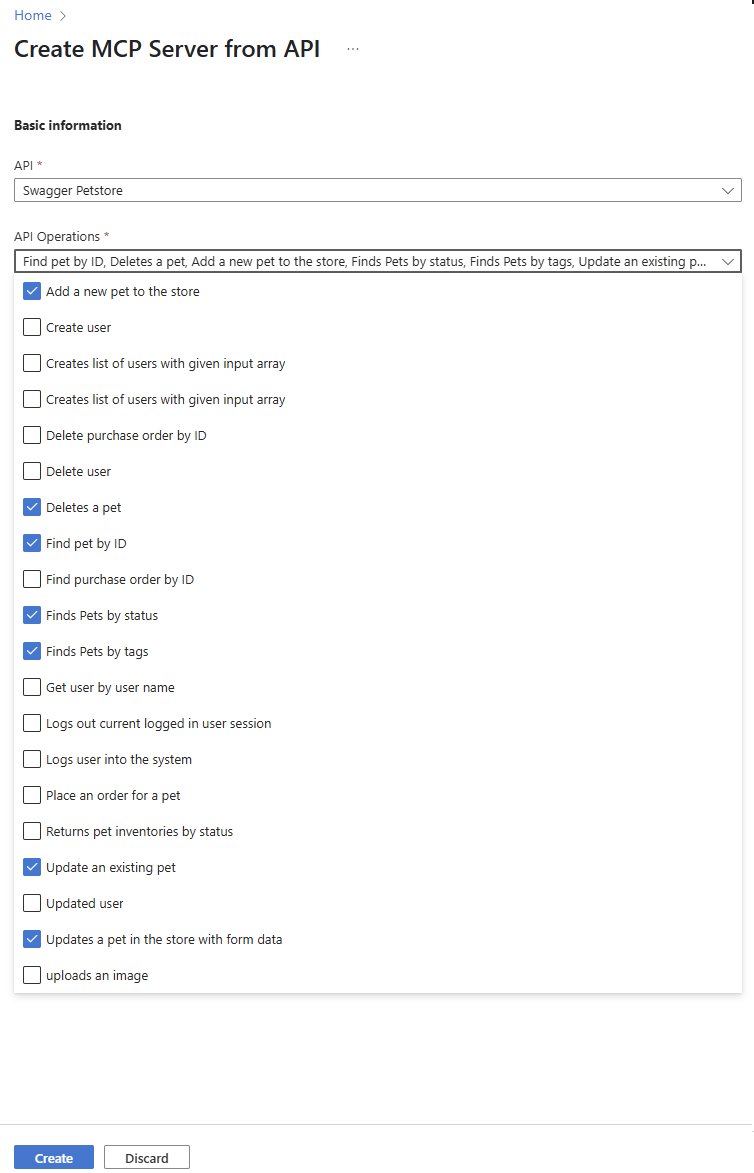 Home
Create MCP Server from API ...
Basic information
API *
Swagger Petstore
API Operations *
Find pet by ID, Deletes a pet, Add a new pet to the store, Finds Pets by status, Finds Pets by tags, Update an existing p...
Add a new pet to the store
Create user
Creates list of users with given input array
Creates list of users with given input array
Delete purchase order by ID
Delete user
Deletes a pet
Find pet by ID
Find purchase order by ID
Finds Pets by status
Finds Pets by tags
Get user by user name
Logs out current logged in user session
Logs user into the system
Place an order for a pet
Returns pet inventories by status
Update an existing pet
Updated user
Updates a pet in the store with form data
uploads an image
Create Discard